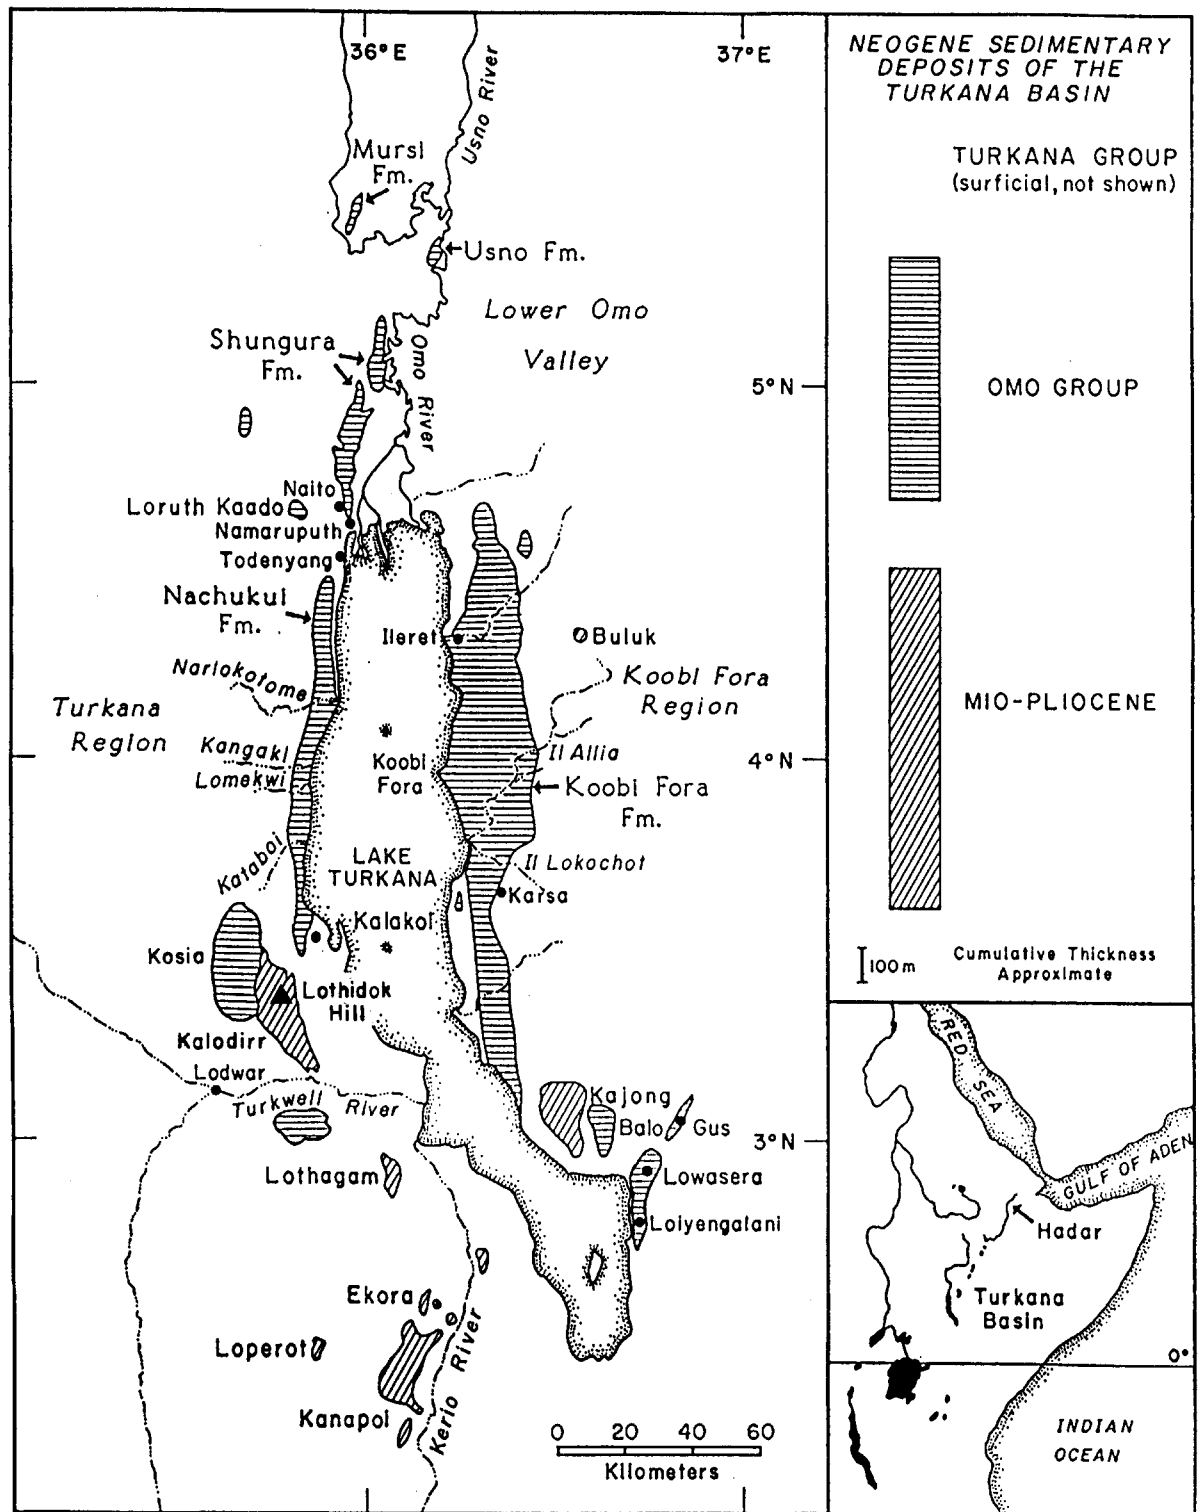 36°E
37°E
Usno River
Mursi
Fm.
Usno Fm.
Lower Omo
Valley
Shungura
Fm.
Omo River
5°N
Naito
Loruth Kaado
Namaruputh
Todenyang
Nachukui
Fm.
Ileret
Buluk
Nariokotome
Koobi Fora
Region
Turkana
Region
Kangaki
Lomekwi
Koobi
Fora
Il Allia
4°N
Koobi Fora
Fm.
Kataboi
LAKE
TURKANA
Il Lokochot
Karsa
Kalakol
Kosia
Lothidok
Hill
Kalodirr
Lodwar
Turkwell River
Kajong
Balo
Gus
3°N
Lothagam
Lowasera
Loiyengalani
Ekora
Loperot
Kanapoi
Kerio River
0 20 40 60
Kilometers
NEOGENE SEDIMENTARY
DEPOSITS OF THE
TURKANA BASIN
TURKANA GROUP
(surficial, not shown)
OMO GROUP
MIO-PLIOCENE
100m
Cumulative Thickness
Approximate
RED SEA
GULF OF ADEN
Hadar
Turkana
Basin
0°
INDIAN
OCEAN